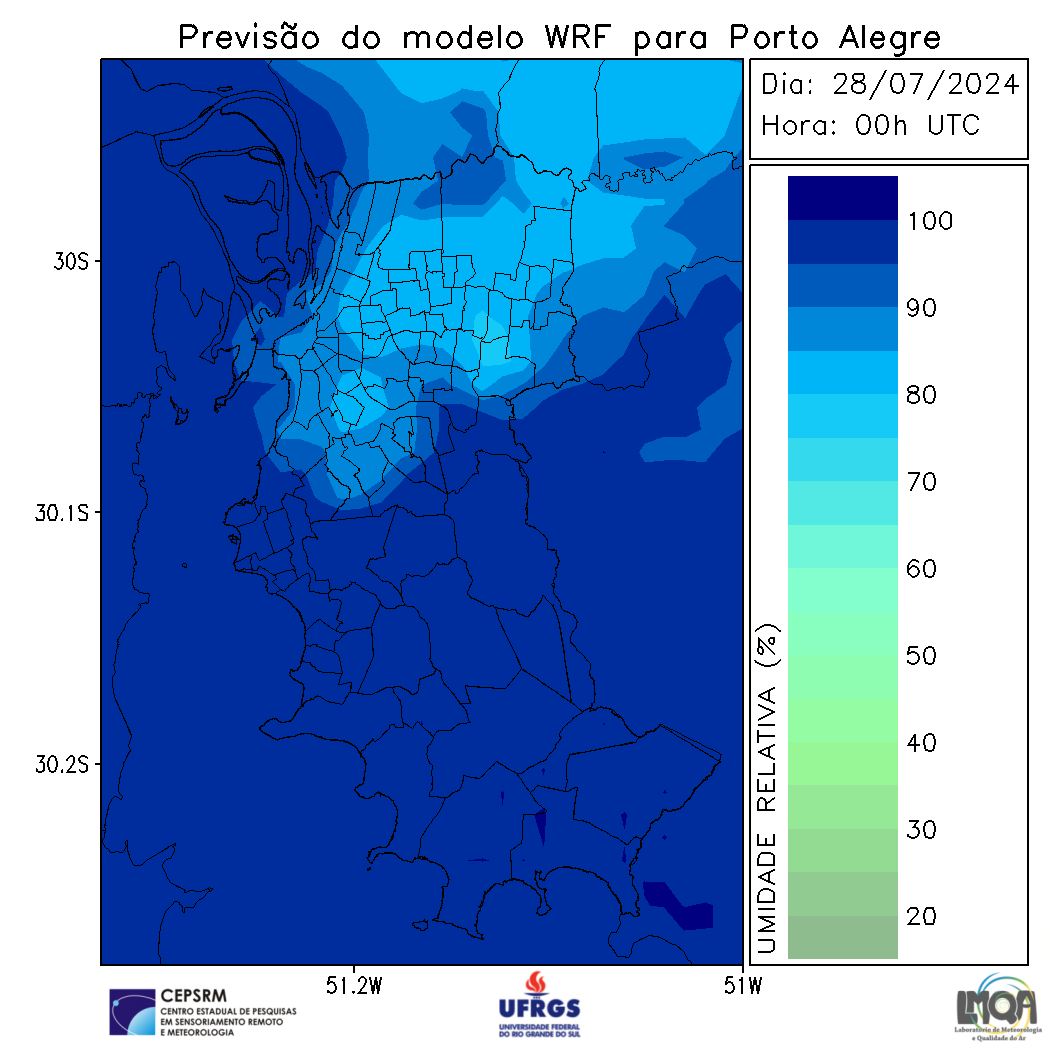 Previsão do modelo WRF para Porto Alegre
Dia: 28/07/2024
Hora: 00h UTC
30S
30.1S
30.2S
51.2W
51W
UMIDADE RELATIVA (%)
100
90
80
70
60
50
40
30
20
CEPSRM
CENTRO ESTADUAL DE PESQUISAS
EM SENSORIAMENTO REMOTO
E METEOROLOGIA
UFRGS
UNIVERSIDADE FEDERAL
DO RIO GRANDE DO SUL
LMQA
Laboratório de Meteorologia
e Qualidade do Ar